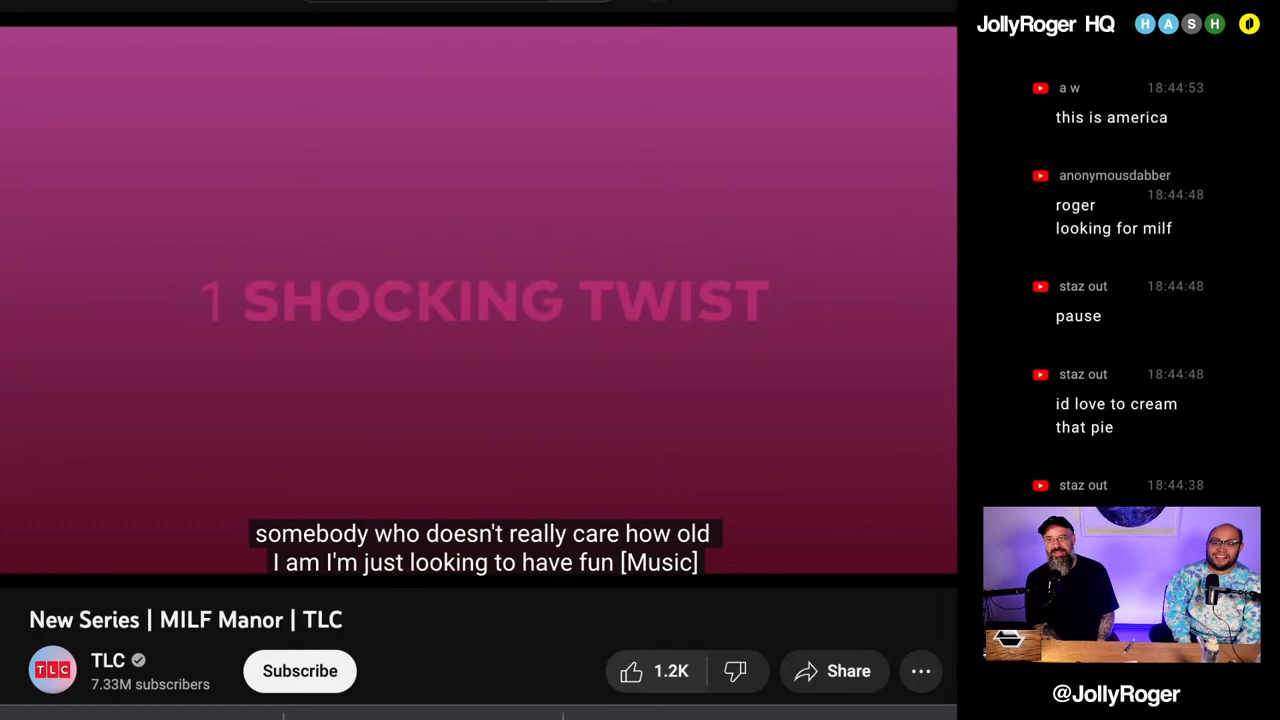 1 SHOCKING TWIST
somebody who doesn't really care how old
I am I'm just looking to have fun [Music]
New Series | MILF Manor | TLC
TLC
TLC
7.33M subscribers
Subscribe
1.2K
Share
JollyRoger HQ
H A S H
a w 18:44:53
this is america
anonymousdabber
18:44:48
roger
looking for milf
staz out 18:44:48
pause
staz out 18:44:48
id love to cream
that pie
staz out 18:44:38
@JollyRoger